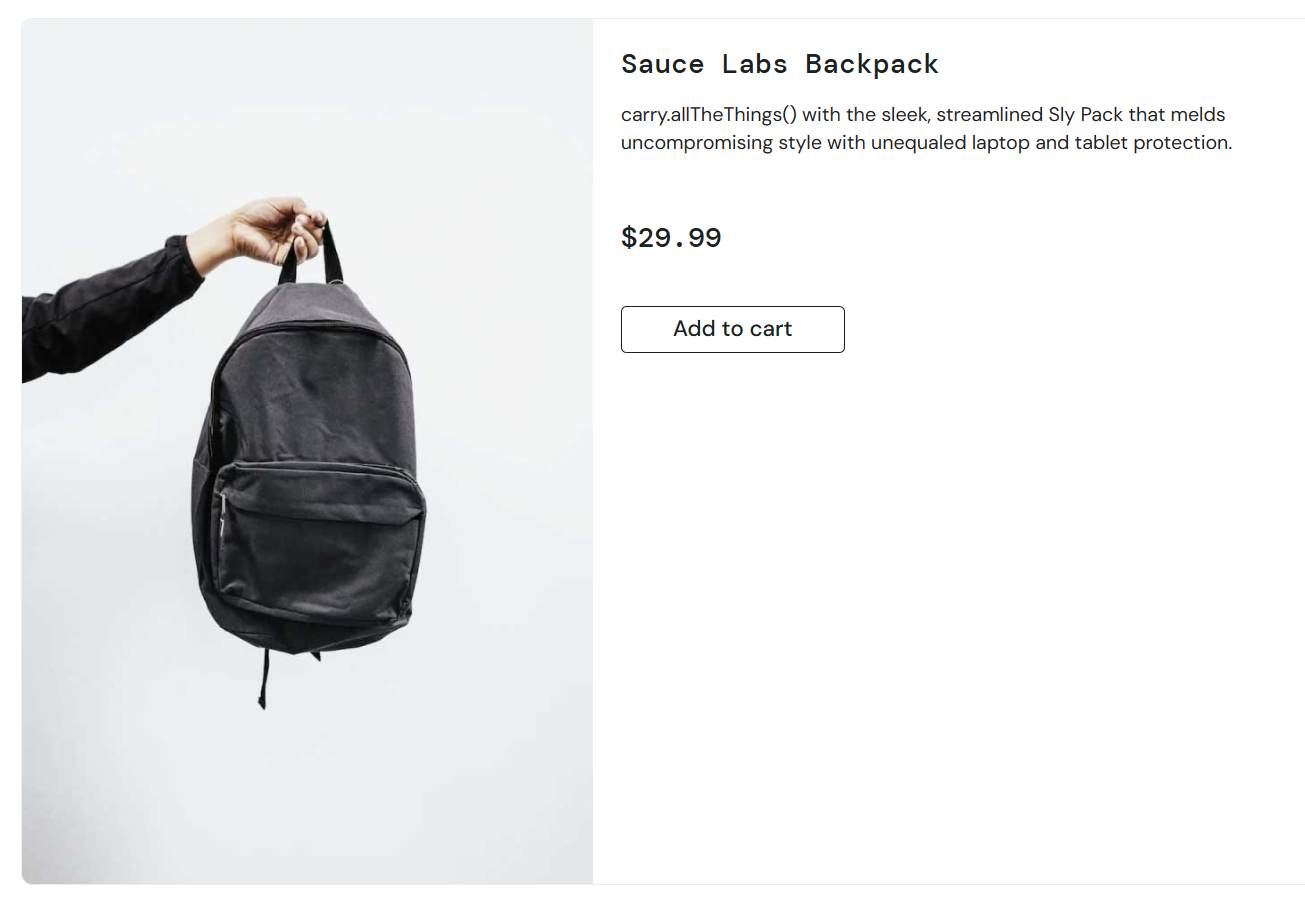 Sauce Labs Backpack
carry.allTheThings() with the sleek, streamlined Sly Pack that melds
uncompromising style with unequaled laptop and tablet protection.
$29.99
Add to cart